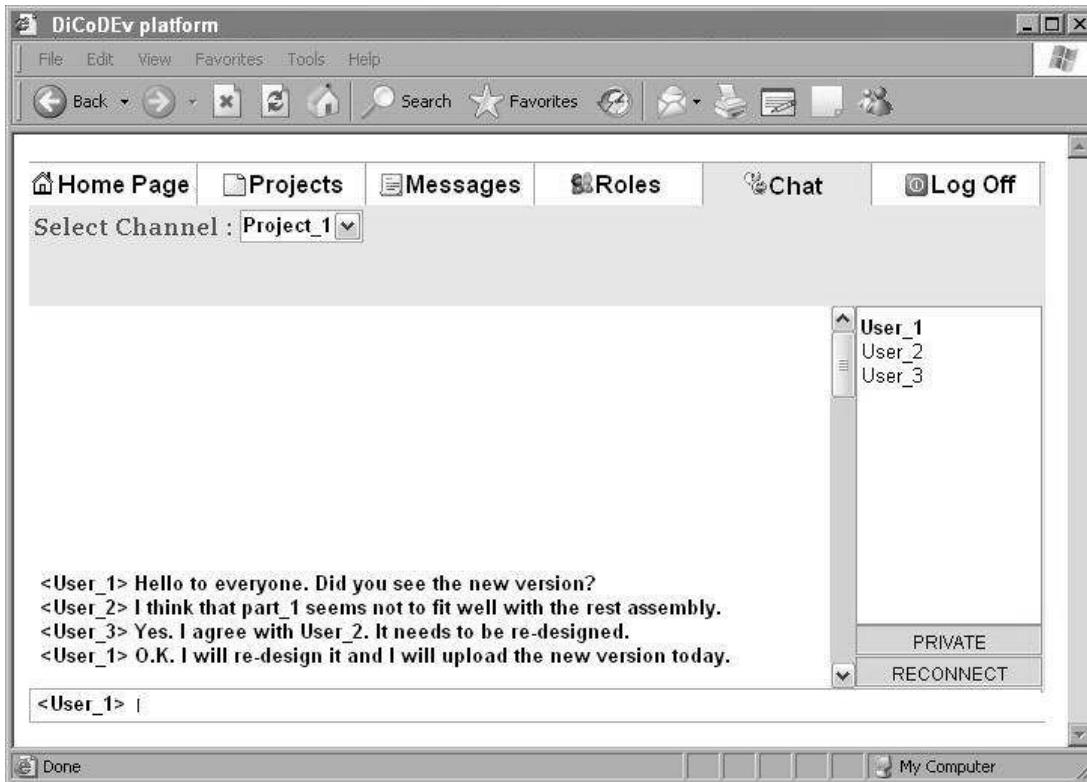 DiCoDEv platform
File Edit View Favorites Tools Help
Back Search Favorites
Home Page Projects Messages Roles Chat Log Off
Select Channel : Project_1
User_1
User_2
User_3
<User_1> Hello to everyone. Did you see the new version?
<User_2> I think that part_1 seems not to fit well with the rest assembly.
<User_3> Yes. I agree with User_2. It needs to be re-designed.
<User_1> O.K. I will re-design it and I will upload the new version today.
PRIVATE
RECONNECT
<User_1>
Done My Computer